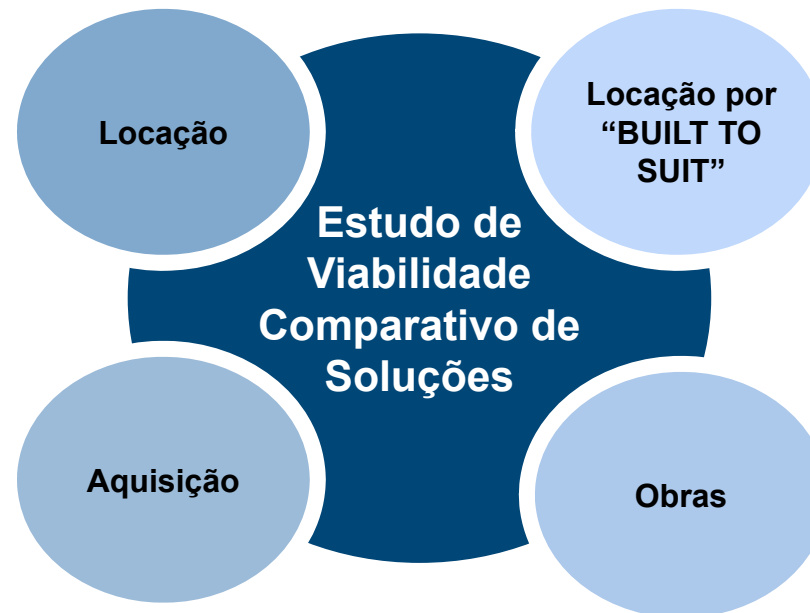 Locação
Locação por
“BUILT TO
SUIT”
Estudo de
Viabilidade
Comparativo de
Soluções
Aquisição
Obras